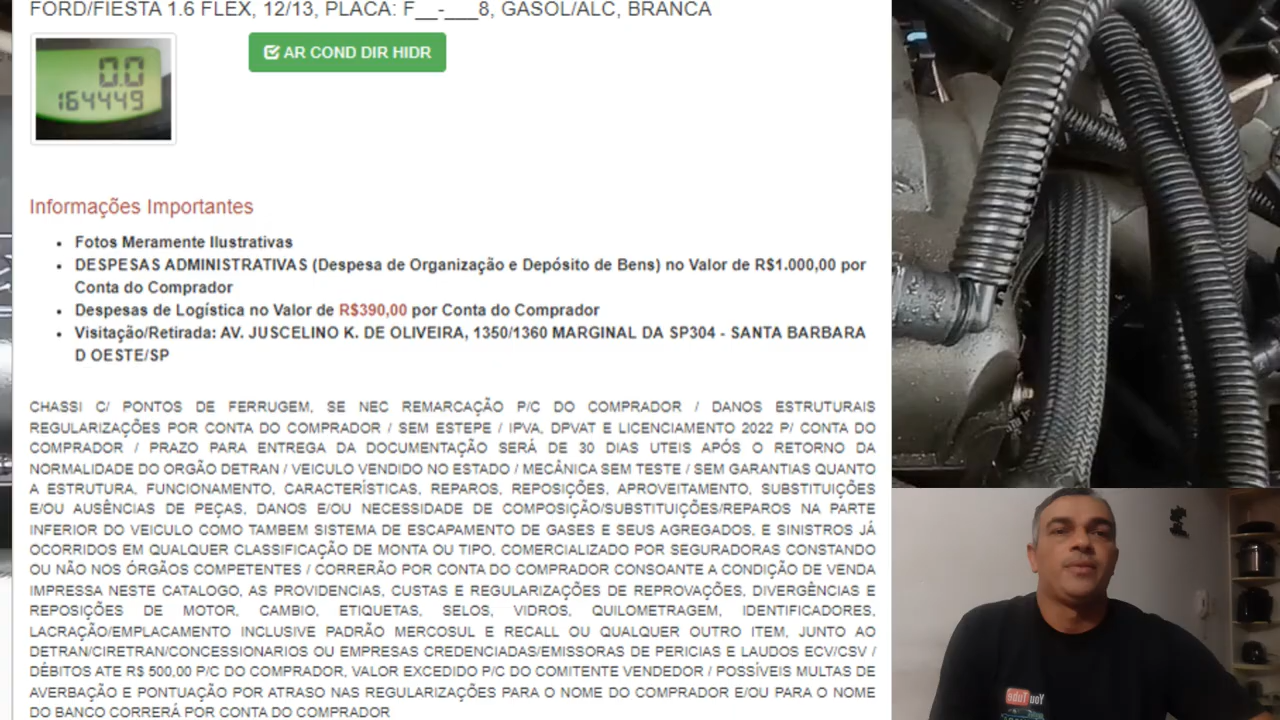 FORD/FIESTA 1.6 FLEX, 12/13, PLACA: F__-___8, GASOL/ALC, BRANCA
0.0
164449
AR COND DIR HIDR
Informações Importantes
Fotos Meramente Ilustrativas
DESPESAS ADMINISTRATIVAS (Despesa de Organização e Depósito de Bens) no Valor de R$1.000,00 por
Conta do Comprador
Despesas de Logística no Valor de R$390,00 por Conta do Comprador
Visitação/Retirada: AV. JUSCELINO K. DE OLIVEIRA, 1350/1360 MARGINAL DA SP304 - SANTA BARBARA
D OESTE/SP
CHASSI C/ PONTOS DE FERRUGEM, SE NEC REMARCAÇÃO P/C DO COMPRADOR / DANOS ESTRUTURAIS
REGULARIZAÇÕES POR CONTA DO COMPRADOR / SEM ESTEPE / IPVA, DPVAT E LICENCIAMENTO 2022 P/ CONTA DO
COMPRADOR / PRAZO PARA ENTREGA DA DOCUMENTAÇÃO SERÁ DE 30 DIAS UTEIS APÓS O RETORNO DA
NORMALIDADE DO ORGÃO DETRAN / VEICULO VENDIDO NO ESTADO / MECÂNICA SEM TESTE / SEM GARANTIAS QUANTO
A ESTRUTURA, FUNCIONAMENTO, CARACTERÍSTICAS, REPAROS, REPOSIÇÕES, APROVEITAMENTO, SUBSTITUIÇÕES
E/OU AUSÊNCIAS DE PEÇAS, DANOS E/OU NECESSIDADE DE COMPOSIÇÃO/SUBSTITUIÇÕES/REPAROS NA PARTE
INFERIOR DO VEICULO COMO TAMBEM SISTEMA DE ESCAPAMENTO DE GASES E SEUS AGREGADOS, E SINISTROS JÁ
OCORRIDOS EM QUALQUER CLASSIFICAÇÃO DE MONTA OU TIPO, COMERCIALIZADO POR SEGURADORAS CONSTANDO
OU NÃO NOS ÓRGÃOS COMPETENTES / CORRERÃO POR CONTA DO COMPRADOR CONSOANTE A CONDIÇÃO DE VENDA
IMPRESSA NESTE CATALOGO, AS PROVIDENCIAS, CUSTAS E REGULARIZAÇÕES DE REPROVAÇÕES, DIVERGÊNCIAS E
REPOSIÇÕES DE MOTOR, CAMBIO, ETIQUETAS, SELOS, VIDROS, QUILOMETRAGEM, IDENTIFICADORES,
LACRAÇÃO/EMPLACAMENTO INCLUSIVE PADRÃO MERCOSUL E RECALL OU QUALQUER OUTRO ITEM, JUNTO AO
DETRAN/CIRETRAN/CONCESSIONARIOS OU EMPRESAS CREDENCIADAS/EMISSORAS DE PERICIAS E LAUDOS ECV/CSV /
DÉBITOS ATE R$ 500,00 P/C DO COMPRADOR, VALOR EXCEDIDO P/C DO COMITENTE VENDEDOR / POSSÍVEIS MULTAS DE
AVERBAÇÃO E PONTUAÇÃO POR ATRASO NAS REGULARIZAÇÕES PARA O NOME DO COMPRADOR E/OU PARA O NOME
DO BANCO CORRERÁ POR CONTA DO COMPRADOR
You Tube